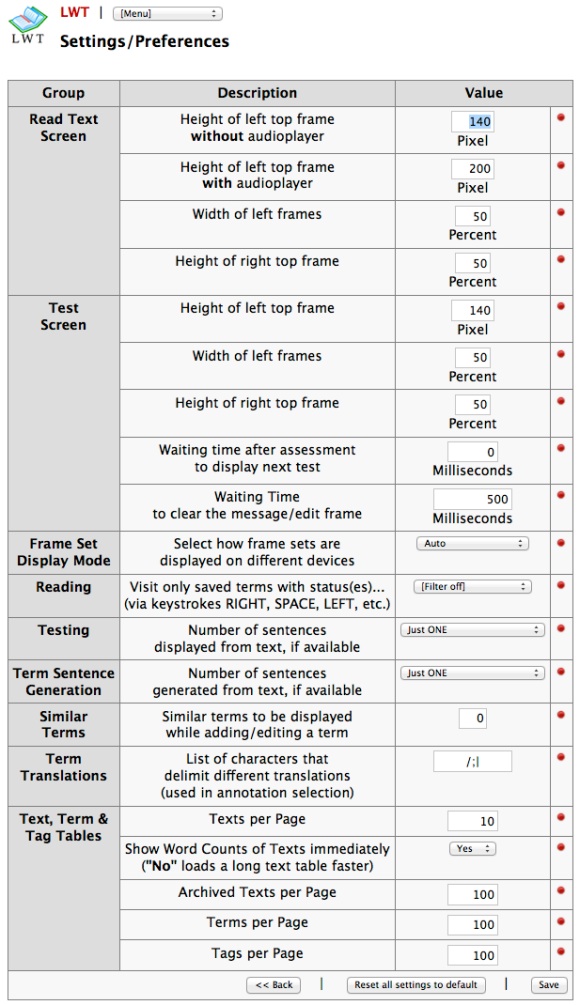 LWT | [Menu]
LWT
Settings/Preferences
Group Description Value
Read Text Screen
Height of left top frame
without audioplayer
140
Pixel
Height of left top frame
with audioplayer
200
Pixel
Width of left frames
50
Percent
Height of right top frame
50
Percent
Test Screen
Height of left top frame
140
Pixel
Width of left frames
50
Percent
Height of right top frame
50
Percent
Waiting time after assessment
to display next test
0
Milliseconds
Waiting Time
to clear the message/edit frame
500
Milliseconds
Frame Set
Display Mode
Select how frame sets are
displayed on different devices
Auto
Reading
Visit only saved terms with status(es)...
(via keystrokes RIGHT, SPACE, LEFT, etc.)
[Filter off]
Testing
Number of sentences
displayed from text, if available
Just ONE
Term Sentence
Generation
Number of sentences
generated from text, if available
Just ONE
Similar
Terms
Similar terms to be displayed
while adding/editing a term
0
Term
Translations
List of characters that
delimit different translations
(used in annotation selection)
/;|
Text, Term &
Tag Tables
Texts per Page
10
Show Word Counts of Texts immediately
("No" loads a long text table faster)
Yes
Archived Texts per Page
100
Terms per Page
100
Tags per Page
100
<< Back | Reset all settings to default | Save